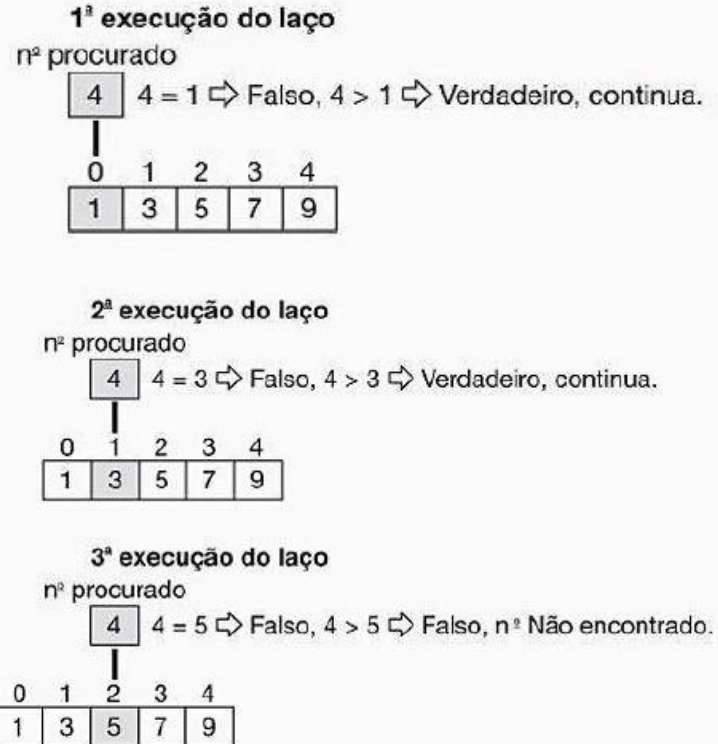 1ª execução do laço
nº procurado
4 4 = 1 ⇨ Falso, 4 > 1 ⇨ Verdadeiro, continua.
0 1 2 3 4
1 3 5 7 9
2ª execução do laço
nº procurado
4 4 = 3 ⇨ Falso, 4 > 3 ⇨ Verdadeiro, continua.
0 1 2 3 4
1 3 5 7 9
3ª execução do laço
nº procurado
4 4 = 5 ⇨ Falso, 4 > 5 ⇨ Falso, nº Não encontrado.
0 1 2 3 4
1 3 5 7 9